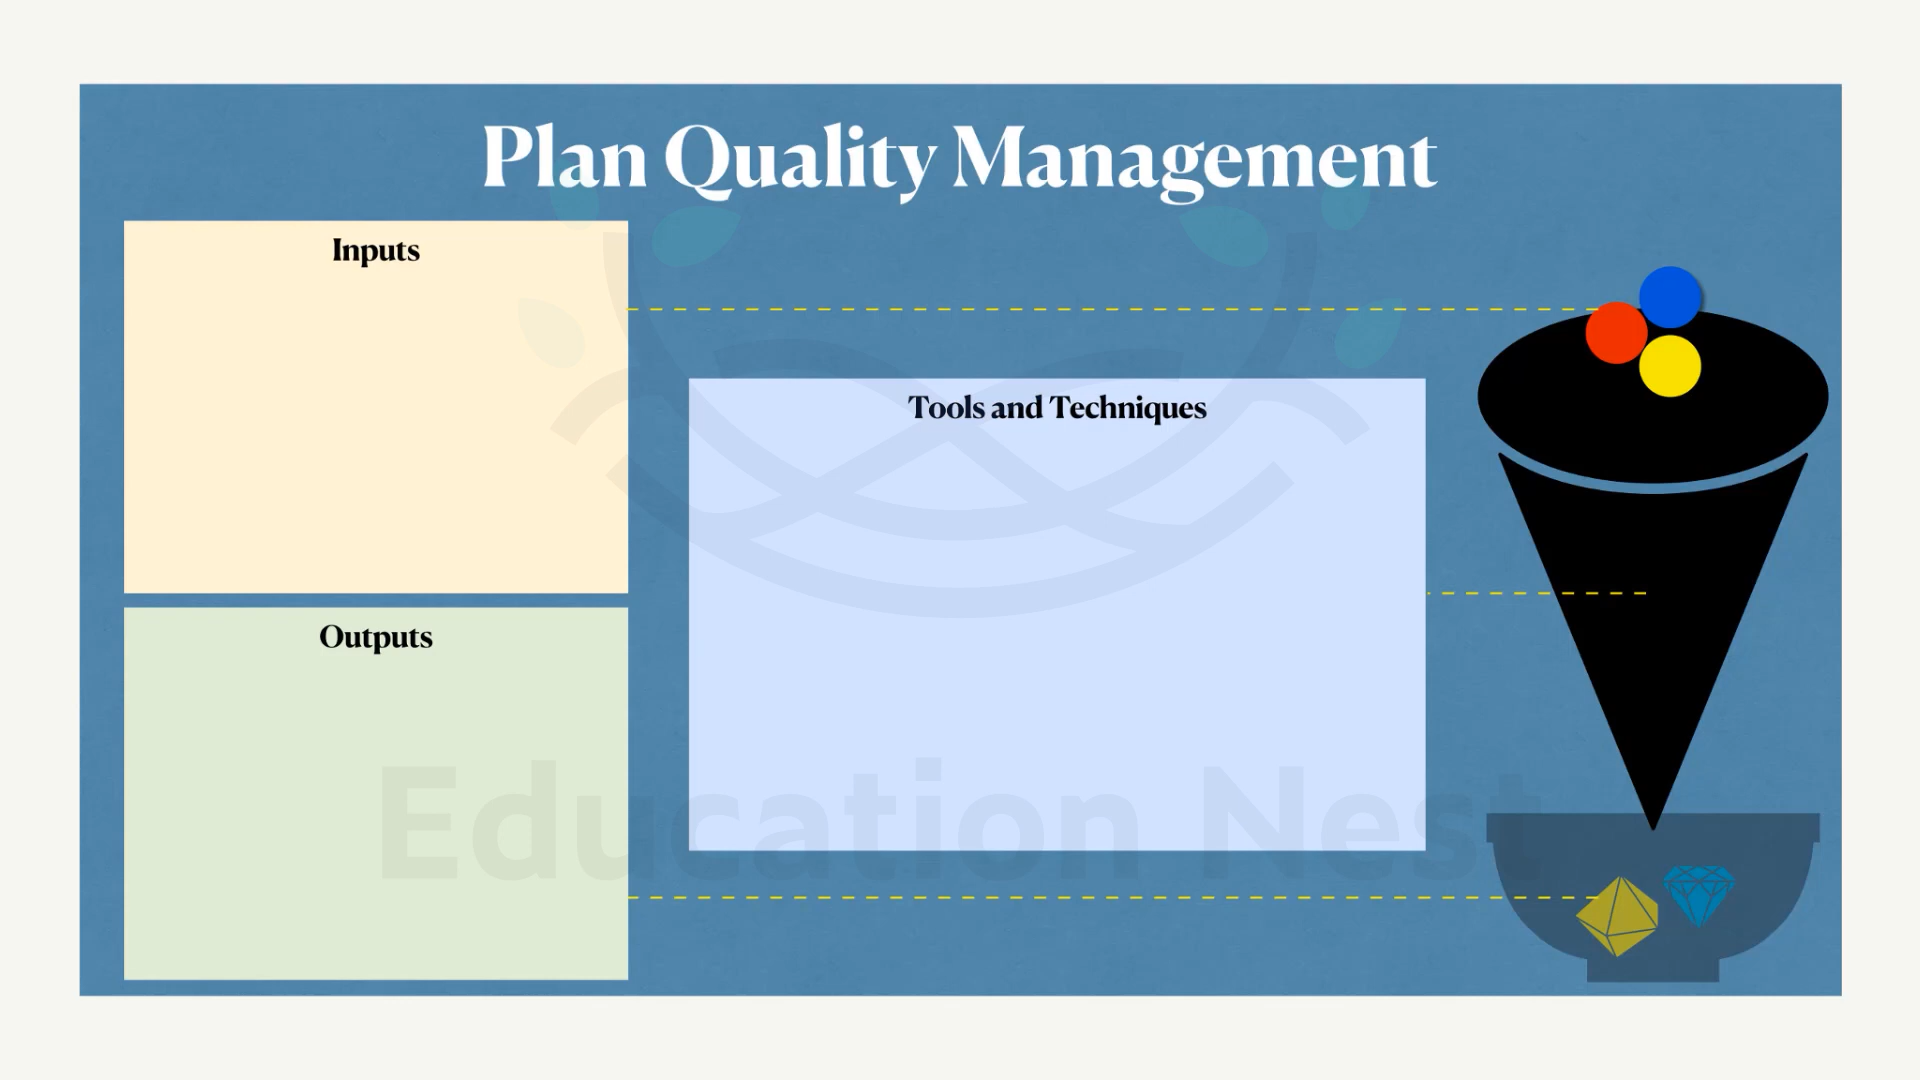 Plan Quality Management
Inputs
Tools and Techniques
Outputs
Education Nest